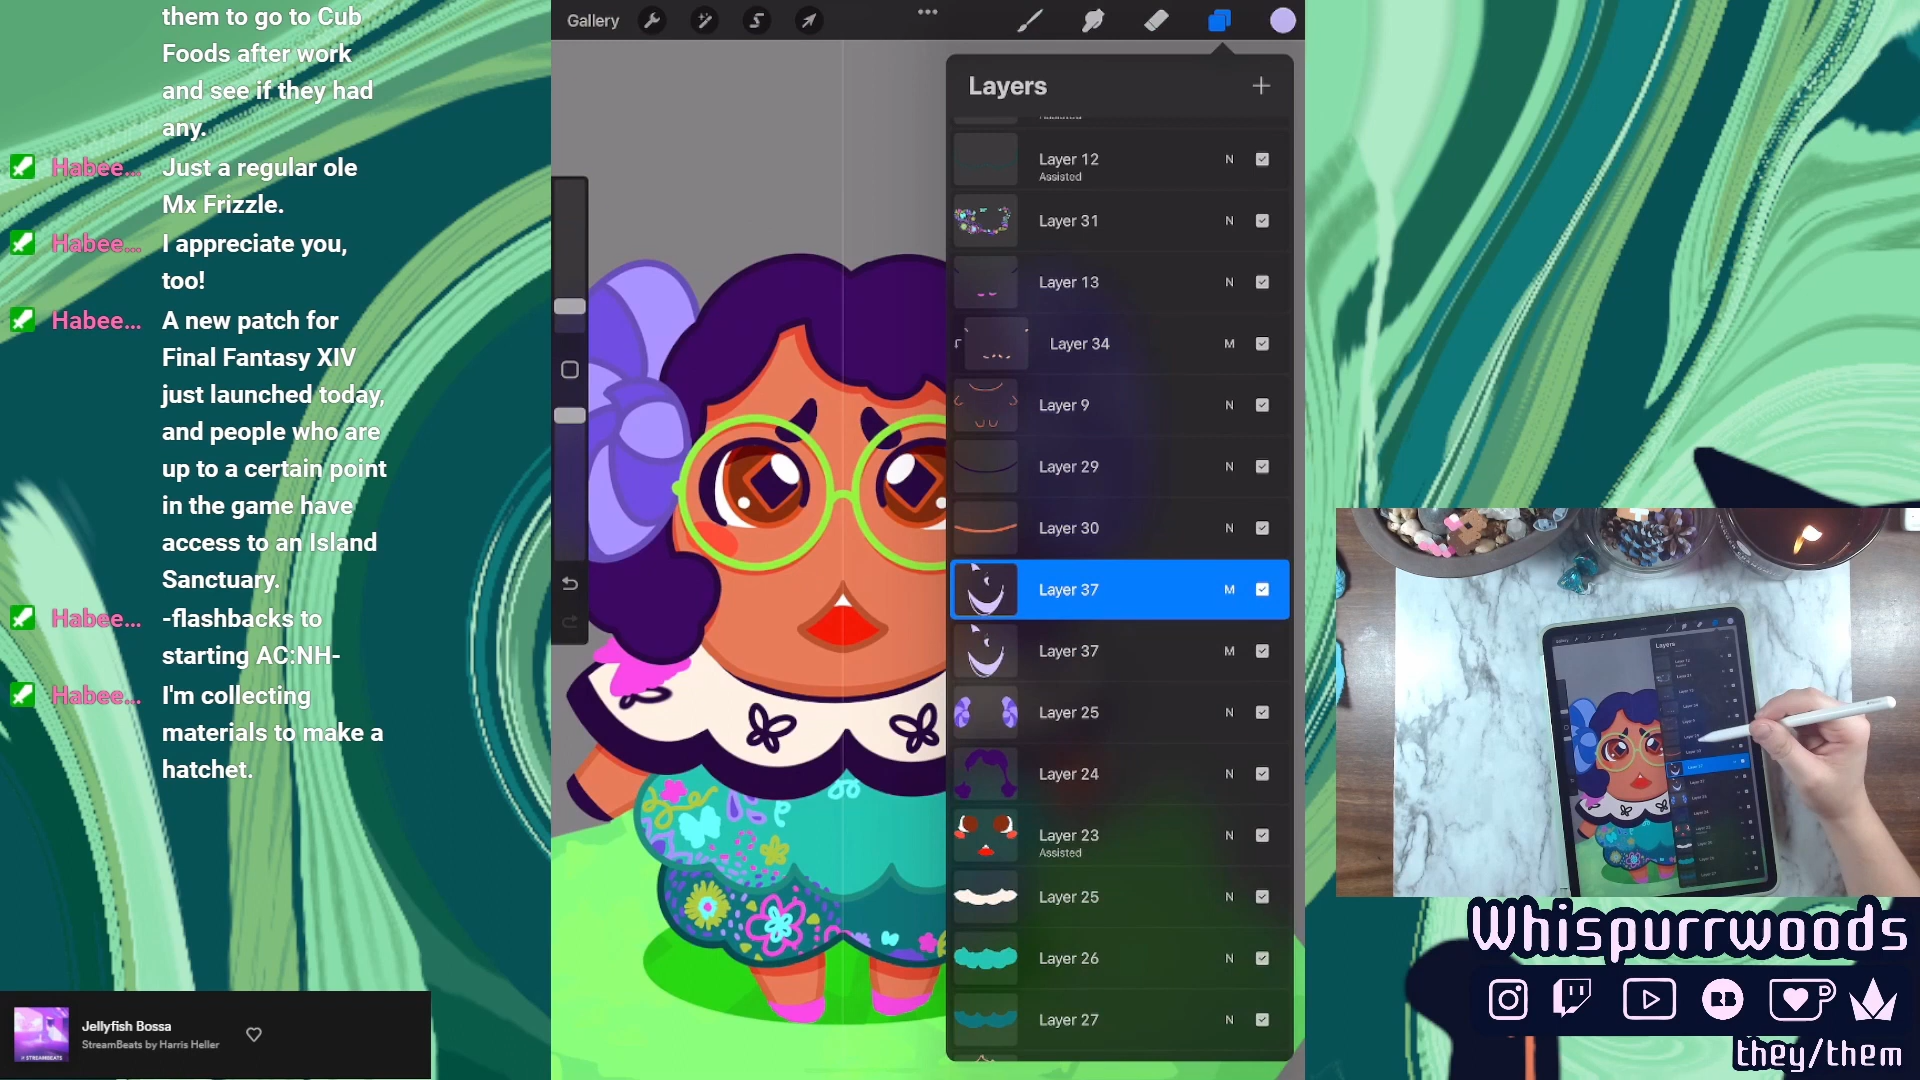 them to go to Cub
Foods after work
and see if they had
any.
Habee... Just a regular ole
Mx Frizzle.
Habee... I appreciate you,
too!
Habee... A new patch for
Final Fantasy XIV
just launched today,
and people who are
up to a certain point
in the game have
access to an Island
Sanctuary.
Habee... -flashbacks to
starting AC:NH-
Habee... I'm collecting
materials to make a
hatchet.
Jellyfish Bossa
StreamBeats by Harris Heller
STREAMBEATS
Gallery
Layers
Layer 12 N
Assisted
Layer 31 N
Layer 13 N
Layer 34 M
Layer 9 N
Layer 29 N
Layer 30 N
Layer 37 M
Layer 37 M
Layer 25 N
Layer 24 N
Layer 23 N
Assisted
Layer 25 N
Layer 26 N
Layer 27 N
Layers
Whispurrwoods
RB
they/them